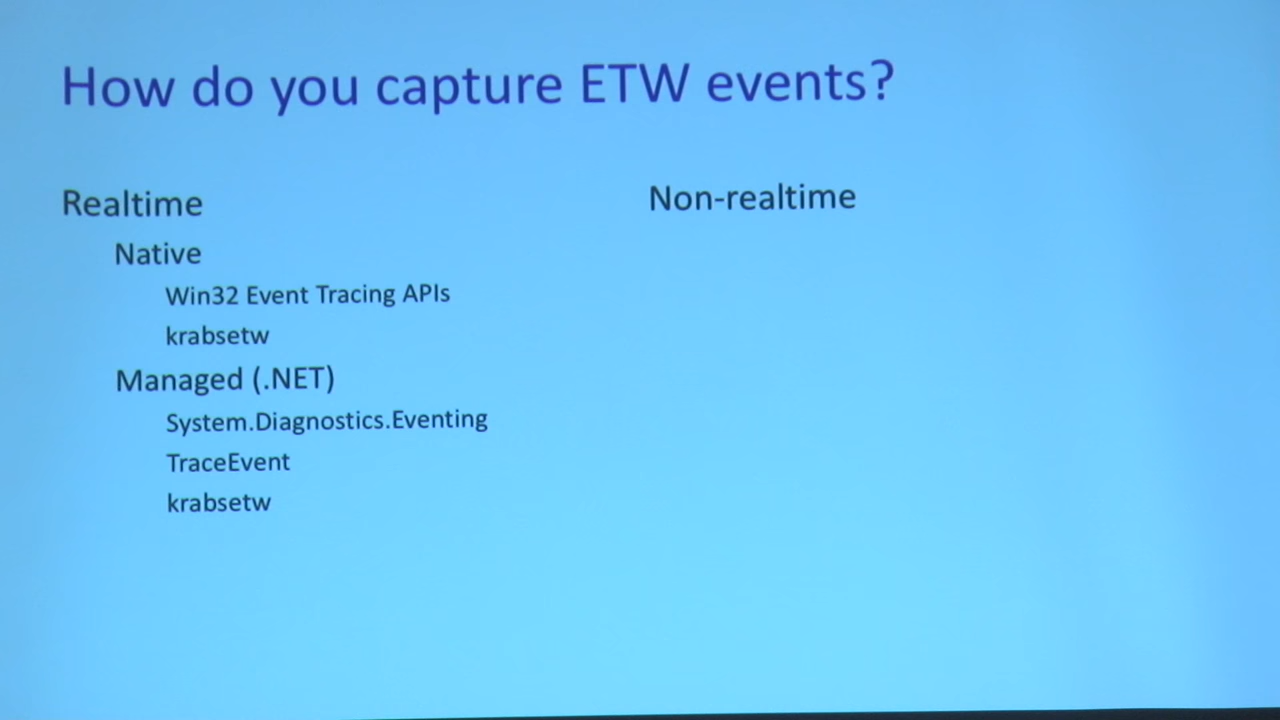 How do you capture ETW events?
Realtime
Native
Win32 Event Tracing APIs
krabsetw
Managed (.NET)
System.Diagnostics.Eventing
TraceEvent
krabsetw
Non-realtime